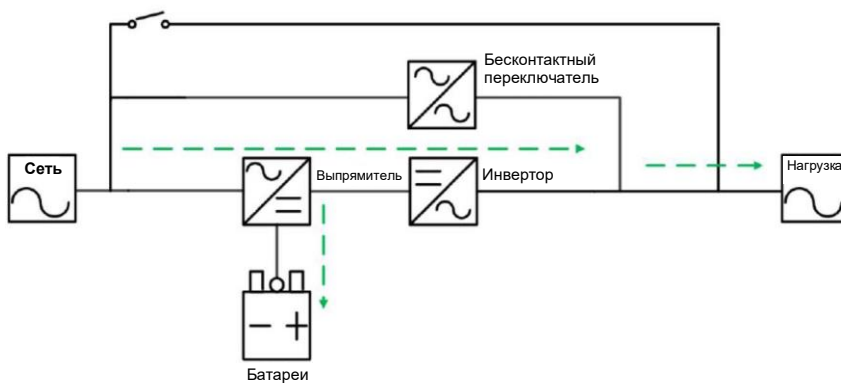 Бесконтактный
переключатель
Сеть
Выпрямитель
Инвертор
Нагрузка
Батареи